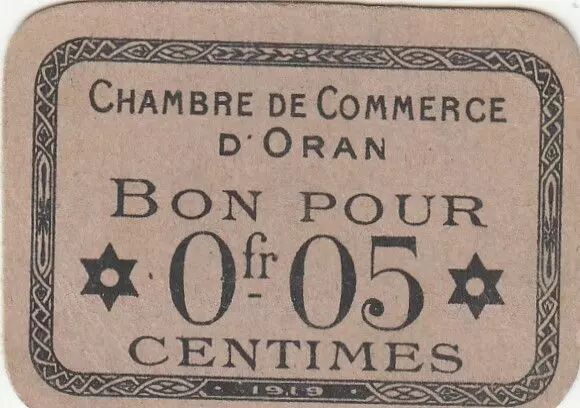 CHAMBRE DE COMMERCE
D'ORAN
BON POUR
0fr 05
CENTIMES
1919